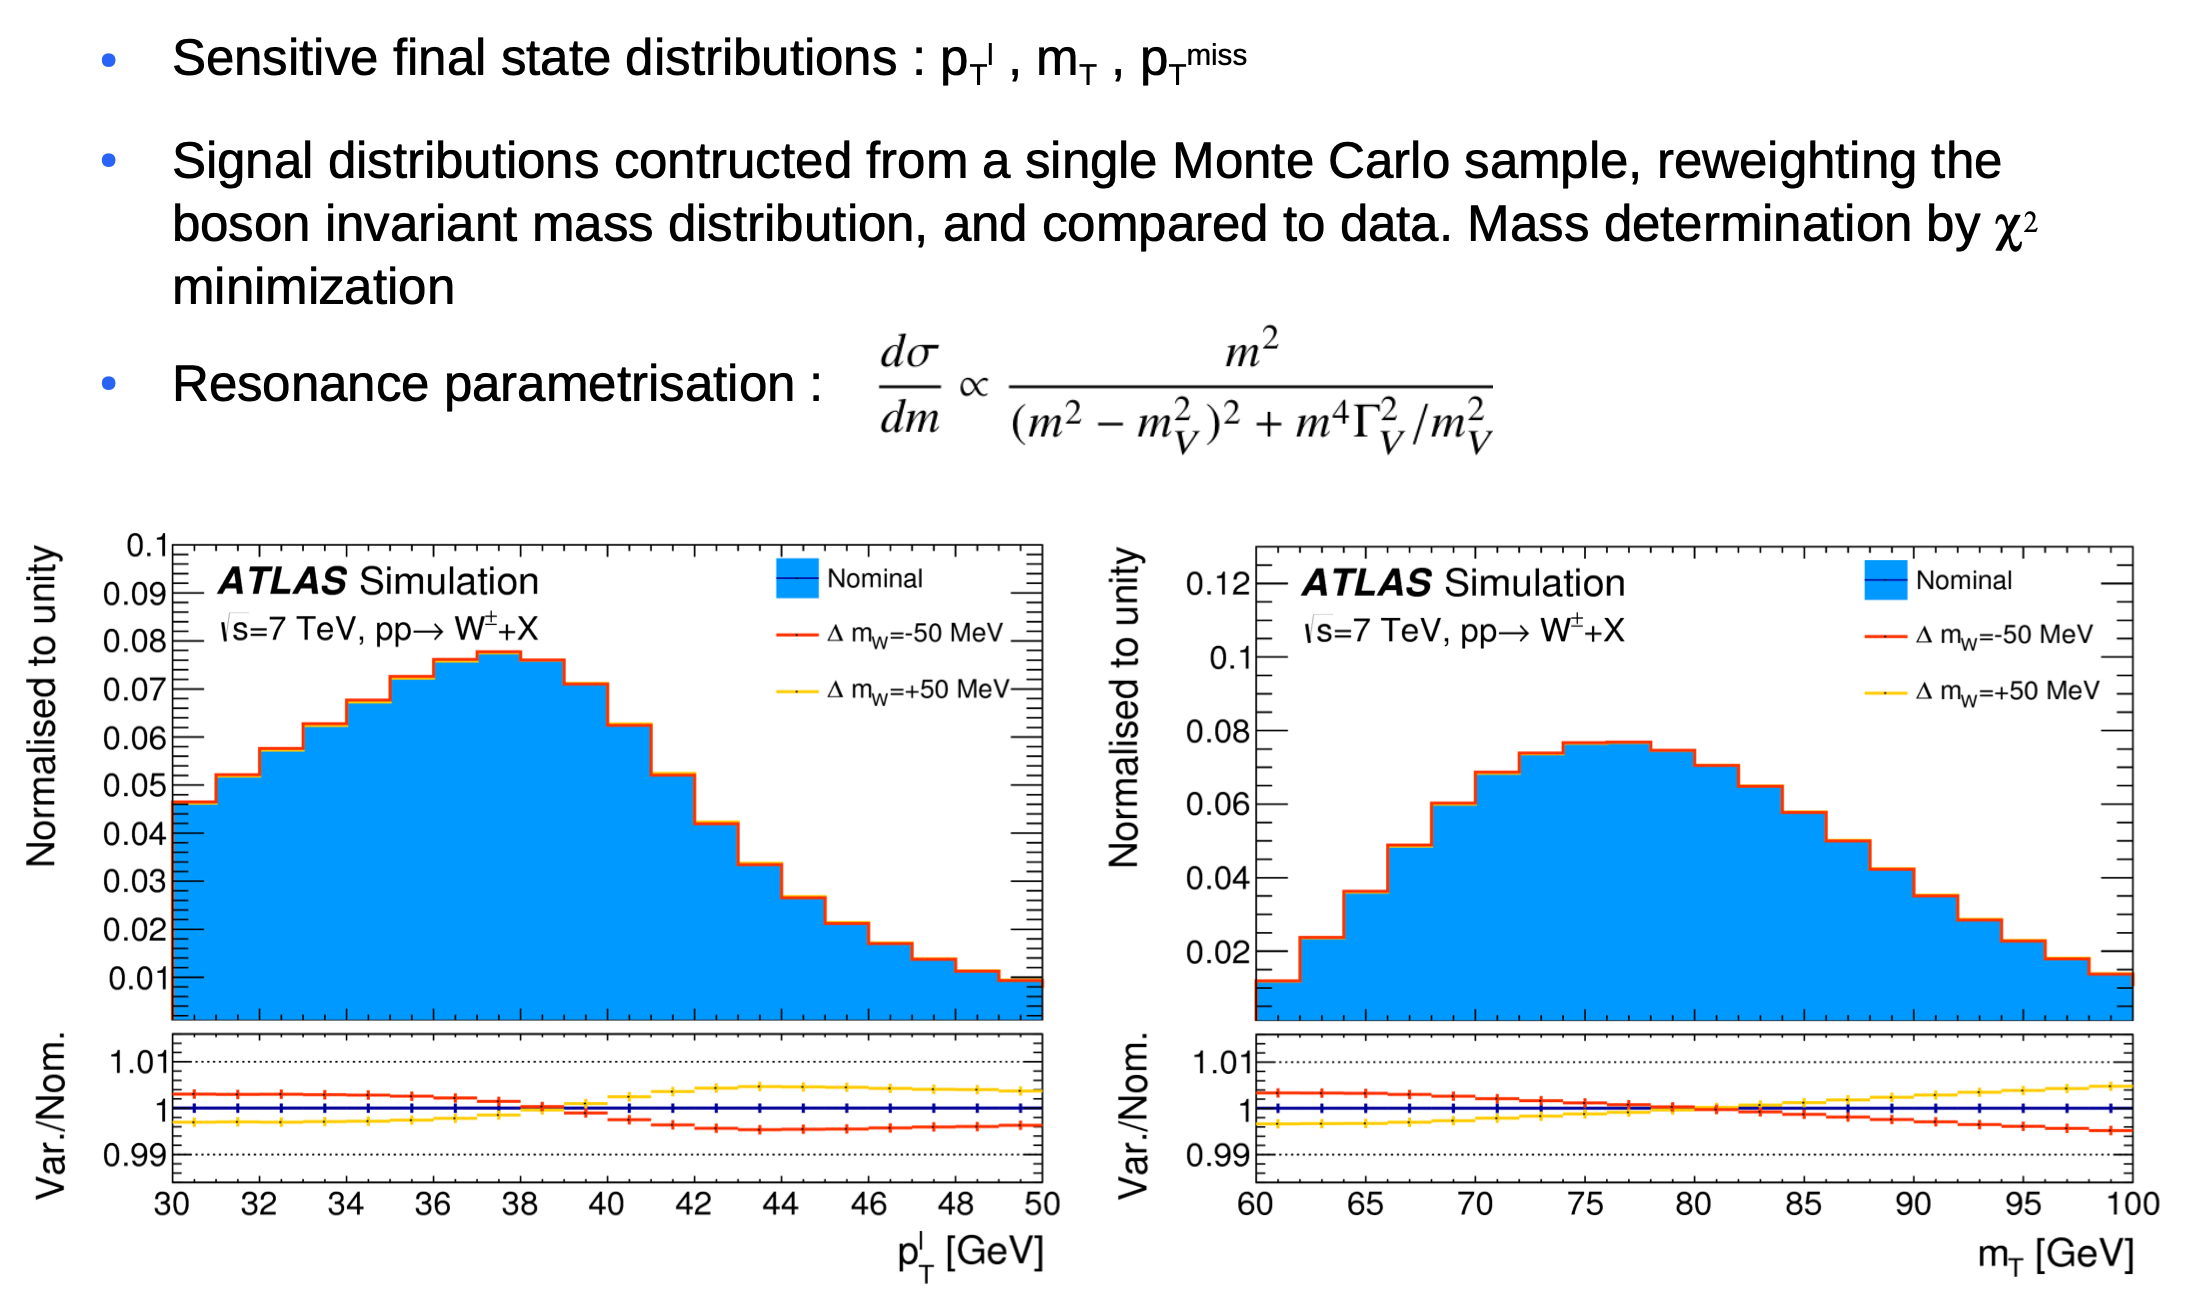 • Sensitive final state distributions : pTl , mT , pTmiss
• Signal distributions contructed from a single Monte Carlo sample, reweighting the
boson invariant mass distribution, and compared to data. Mass determination by χ2
minimization
• Resonance parametrisation : dσ/dm ∝ m2/((m2 − mV2)2 + m4ΓV2/mV2)
Normalised to unity
0.1
0.09
0.08
0.07
0.06
0.05
0.04
0.03
0.02
0.01
ATLAS Simulation
√s=7 TeV, pp→ W±+X
Nominal
Δ mW=-50 MeV
Δ mW=+50 MeV
Var./Nom.
1.01
1
0.99
30 32 34 36 38 40 42 44 46 48 50
pTl [GeV]
Normalised to unity
0.12
0.1
0.08
0.06
0.04
0.02
ATLAS Simulation
√s=7 TeV, pp→ W±+X
Nominal
Δ mW=-50 MeV
Δ mW=+50 MeV
Var./Nom.
1.01
1
0.99
60 65 70 75 80 85 90 95 100
mT [GeV]